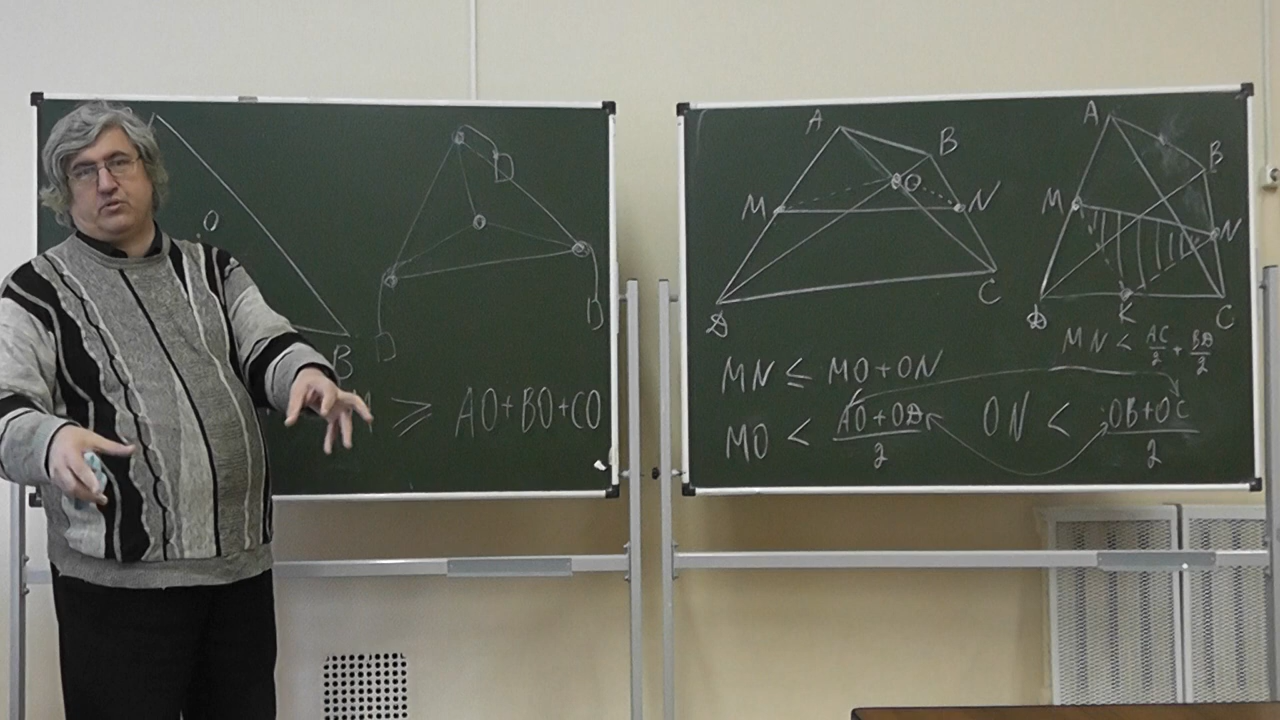 O
B
≥ AO+BO+CO
A
B
O
M
N
D
C
A
B
M
N
D
K
C
MN < AC/2 + BD/2
MN ≤ MO+ON
MO < AO+OD/2
ON < OB+OC/2